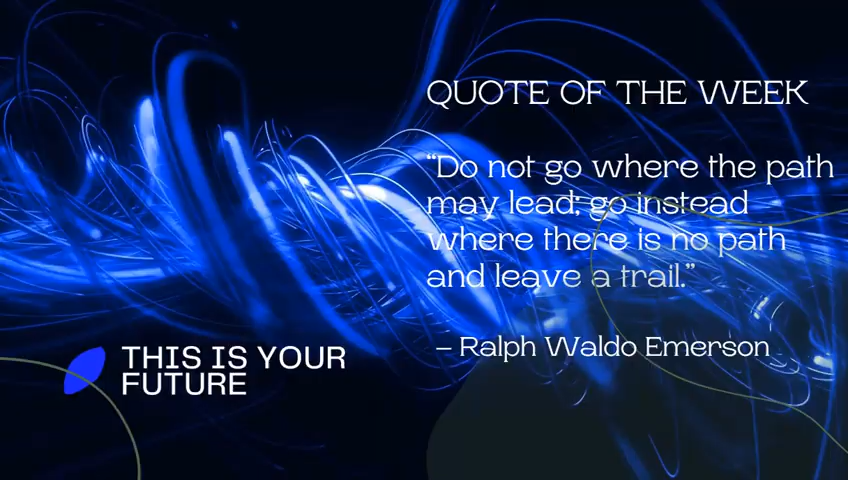 QUOTE OF THE WEEK
“Do not go where the path
may lead; go instead
where there is no path
and leave a trail.”
– Ralph Waldo Emerson
THIS IS YOUR
FUTURE